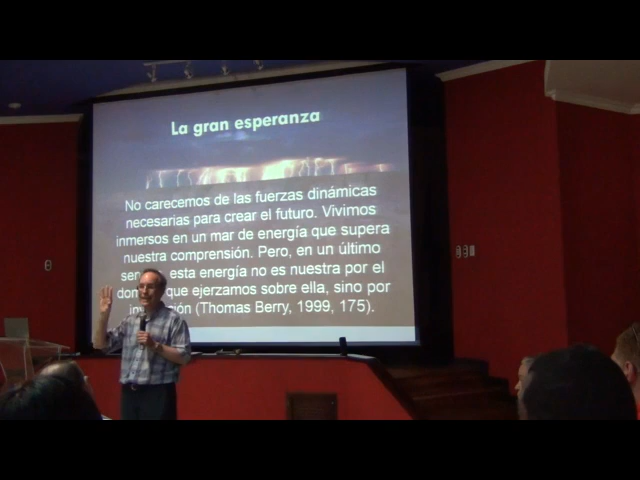 La gran esperanza
No carecemos de las fuerzas dinámicas
necesarias para crear el futuro. Vivimos
inmersos en un mar de energía que supera
nuestra comprensión. Pero, en un último
esta energía no es nuestra por el
que ejerzamos sobre ella, sino por
(Thomas Berry, 1999, 175).